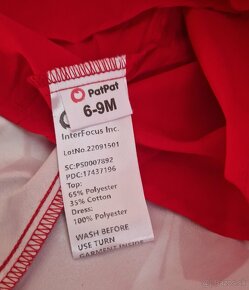 PatPat
6-9M
InterFocus Inc.
LotNo.22091501
SC:PS0007892
PDC:17437196
Top:
65% Polyester
35% Cotton
Dress:
100% Polyester
WASH BEFORE
USE TURN
GARMENT INSIDE